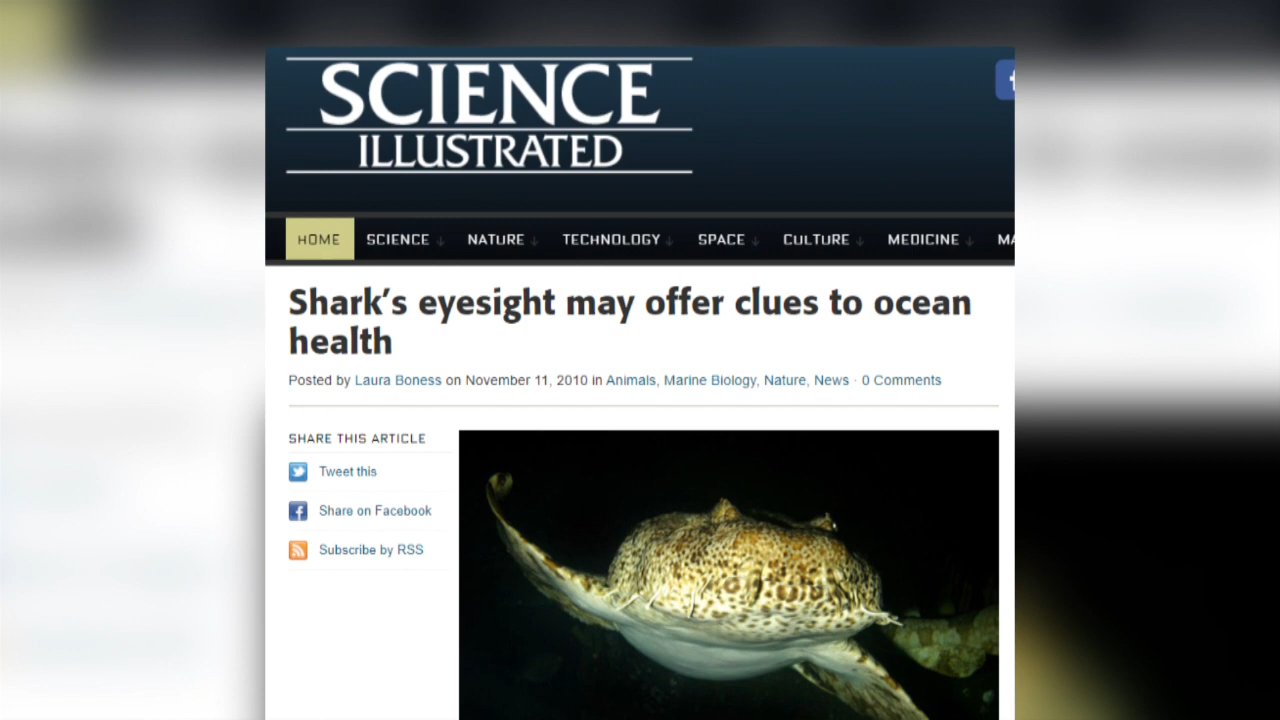 SCIENCE
ILLUSTRATED
HOME SCIENCE NATURE TECHNOLOGY SPACE CULTURE MEDICINE
Shark's eyesight may offer clues to ocean
health
Posted by Laura Boness on November 11, 2010 in Animals, Marine Biology, Nature, News · 0 Comments
SHARE THIS ARTICLE
Tweet this
Share on Facebook
Subscribe by RSS